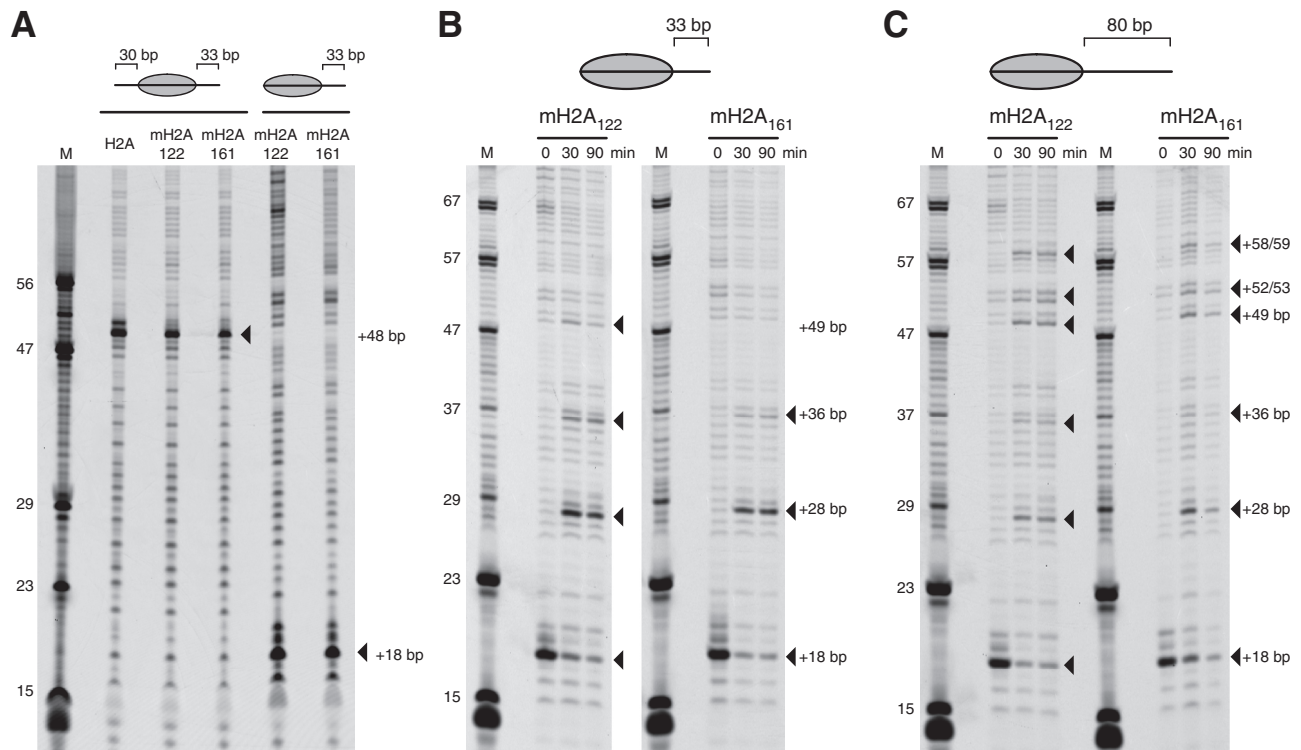 A
B
C
30 bp 33 bp 33 bp
33 bp
80 bp
M H2A mH2A 122 mH2A 161 mH2A 122 mH2A 161
56
47
29
23
15
+48 bp
+18 bp
mH2A122 mH2A161
M 0 30 90 min M 0 30 90 min
67
57
47
37
29
23
15
+49 bp
+36 bp
+28 bp
+18 bp
mH2A122 mH2A161
M 0 30 90 min M 0 30 90 min
67
57
47
37
29
23
15
+58/59
+52/53
+49 bp
+36 bp
+28 bp
+18 bp